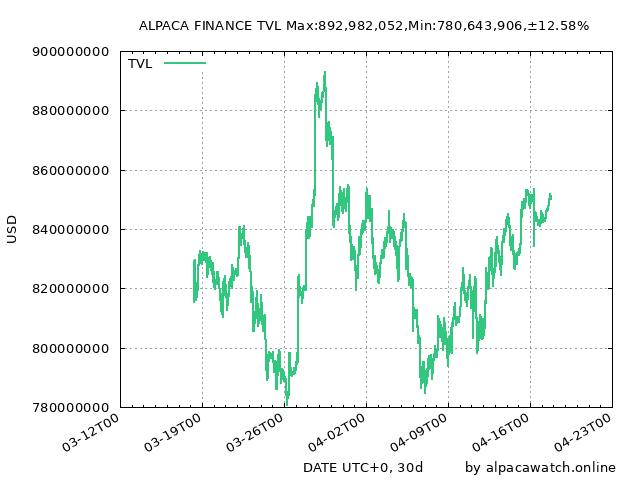 ALPACA FINANCE TVL Max:892,982,052,Min:780,643,906,±12.58%
900000000
TVL
880000000
860000000
840000000
USD
820000000
800000000
780000000
03-12T00 03-19T00 03-26T00 04-02T00 04-09T00 04-16T00 04-23T00
DATE UTC+0, 30d by alpacawatch.online